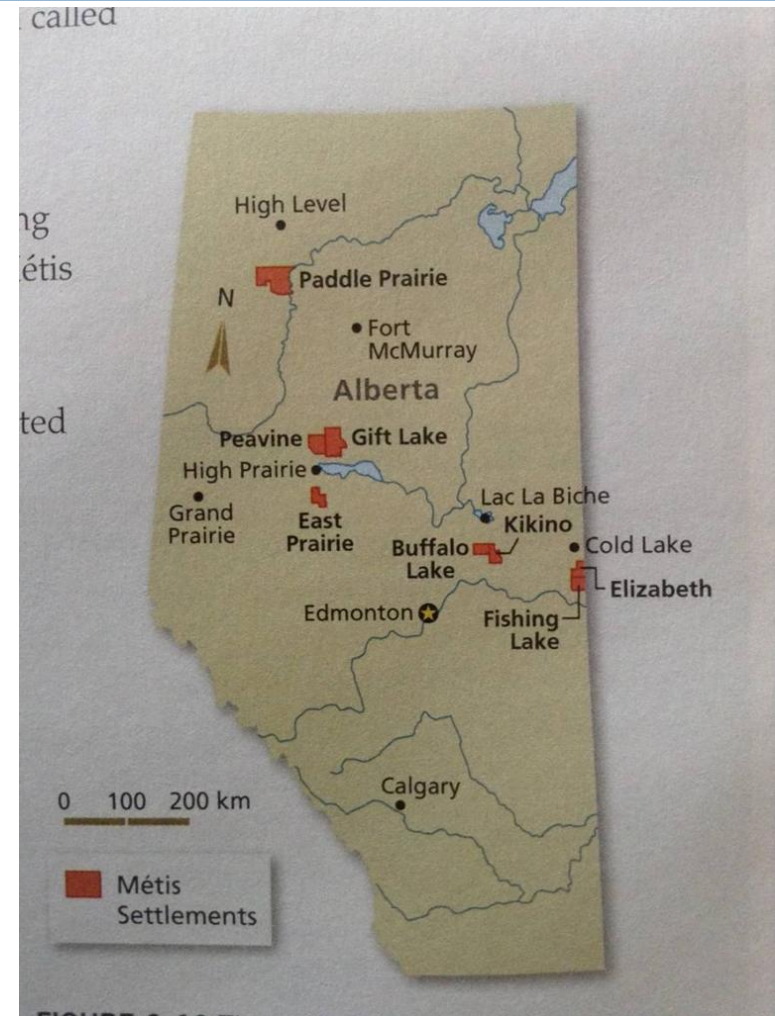 called
ng
étis
ted
High Level
Paddle Prairie
N
Fort
McMurray
Alberta
Peavine
Gift Lake
High Prairie
Grand
Prairie
East
Prairie
Lac La Biche
Kikino
Buffalo
Lake
Cold Lake
Elizabeth
Edmonton
Fishing
Lake
Calgary
0 100 200 km
Métis
Settlements